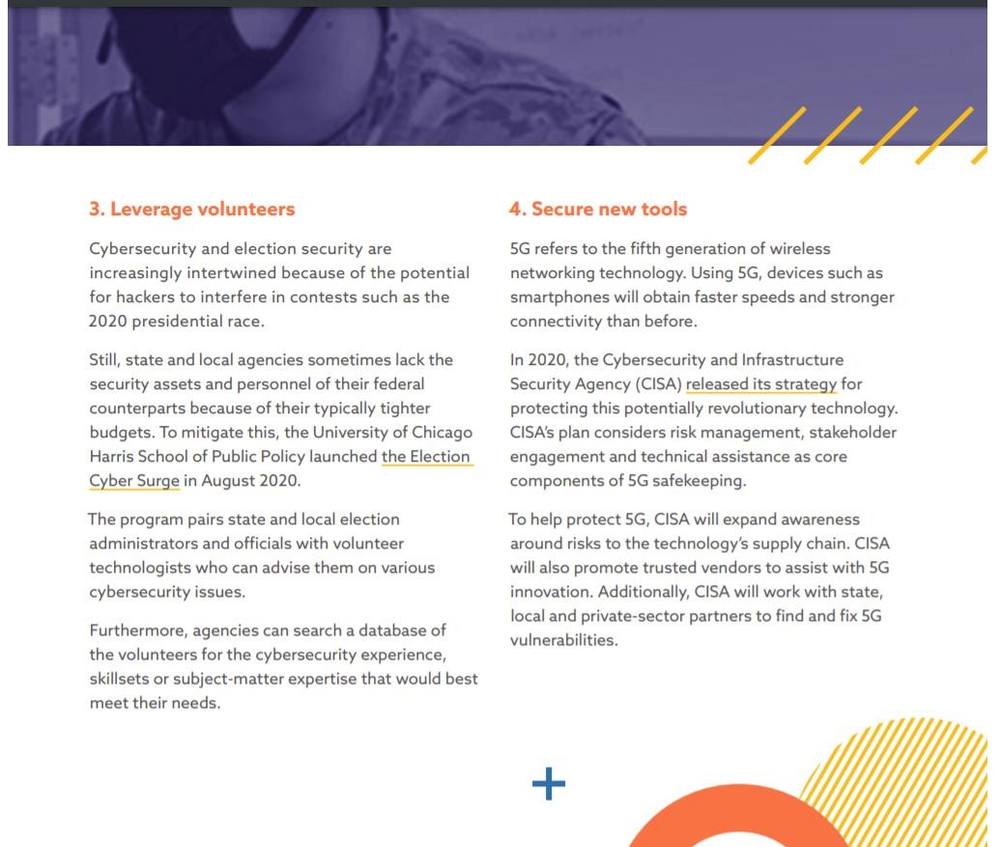 3. Leverage volunteers
Cybersecurity and election security are
increasingly intertwined because of the potential
for hackers to interfere in contests such as the
2020 presidential race.
Still, state and local agencies sometimes lack the
security assets and personnel of their federal
counterparts because of their typically tighter
budgets. To mitigate this, the University of Chicago
Harris School of Public Policy launched the Election
Cyber Surge in August 2020.
The program pairs state and local election
administrators and officials with volunteer
technologists who can advise them on various
cybersecurity issues.
Furthermore, agencies can search a database of
the volunteers for the cybersecurity experience,
skillsets or subject-matter expertise that would best
meet their needs.
4. Secure new tools
5G refers to the fifth generation of wireless
networking technology. Using 5G, devices such as
smartphones will obtain faster speeds and stronger
connectivity than before.
In 2020, the Cybersecurity and Infrastructure
Security Agency (CISA) released its strategy for
protecting this potentially revolutionary technology.
CISA's plan considers risk management, stakeholder
engagement and technical assistance as core
components of 5G safekeeping.
To help protect 5G, CISA will expand awareness
around risks to the technology's supply chain. CISA
will also promote trusted vendors to assist with 5G
innovation. Additionally, CISA will work with state,
local and private-sector partners to find and fix 5G
vulnerabilities.